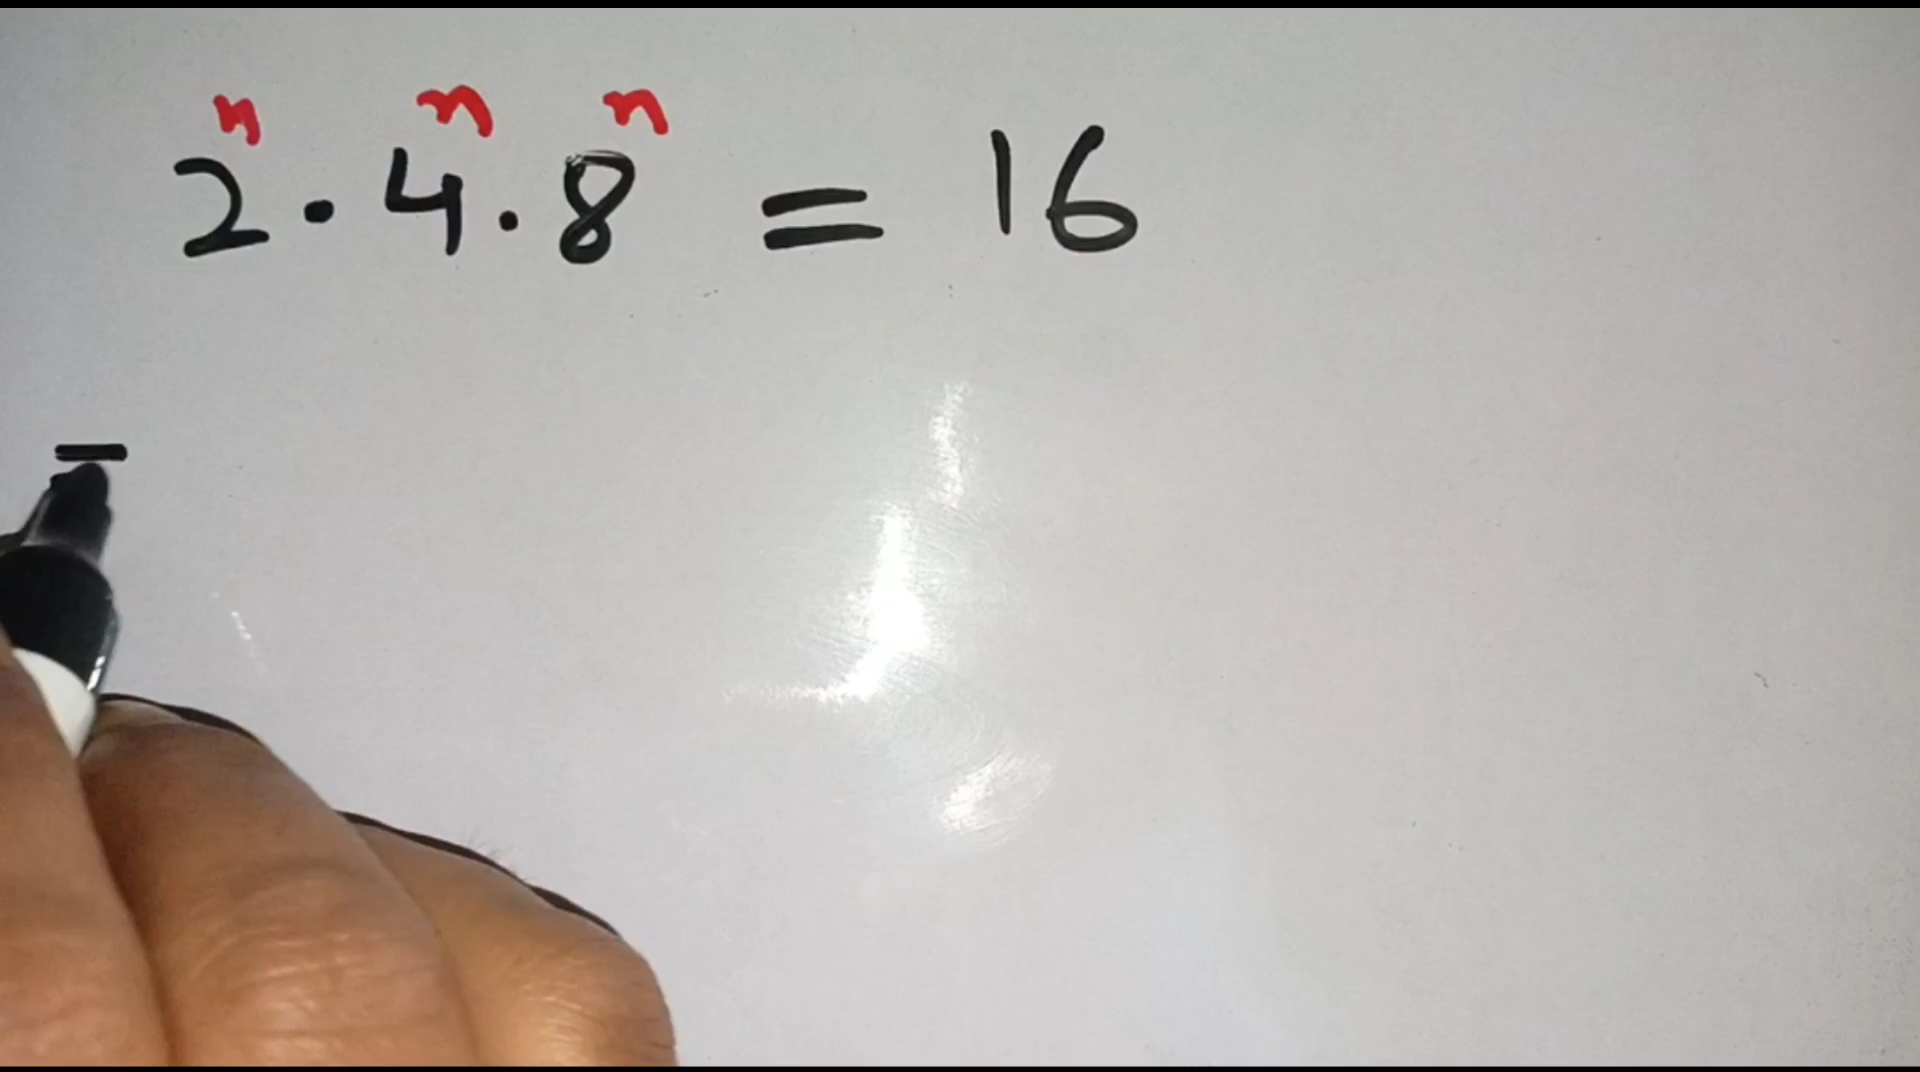 2ⁿ · 4ⁿ · 8ⁿ = 16